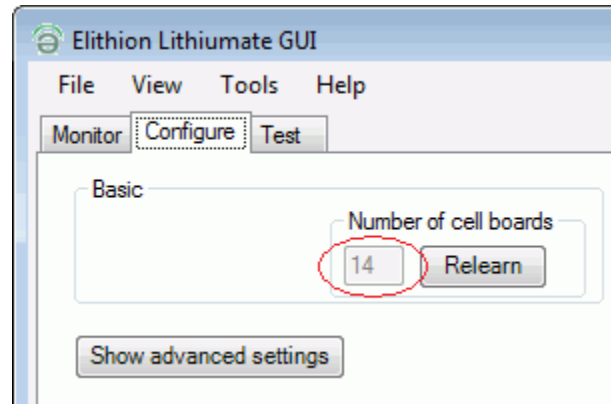 Elithion Lithiumate GUI
File View Tools Help
Monitor Configure Test
Basic
Number of cell boards
14 Relearn
Show advanced settings